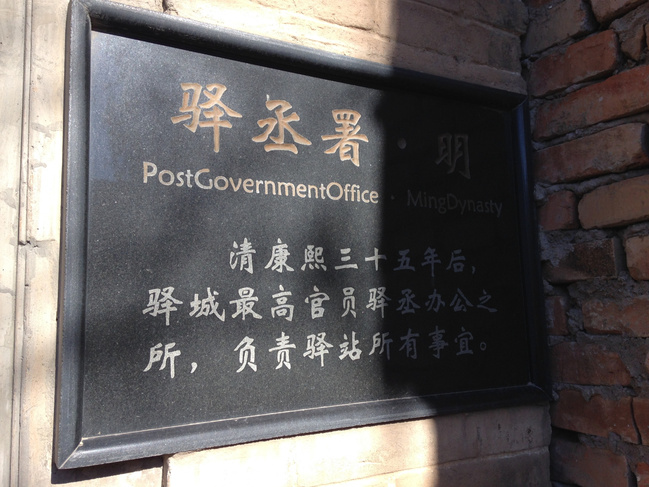 驿丞署·明
PostGovernmentOffice · MingDynasty
清康熙三十五年后，
驿城最高官员驿丞办公之
所，负责驿站所有事宜。